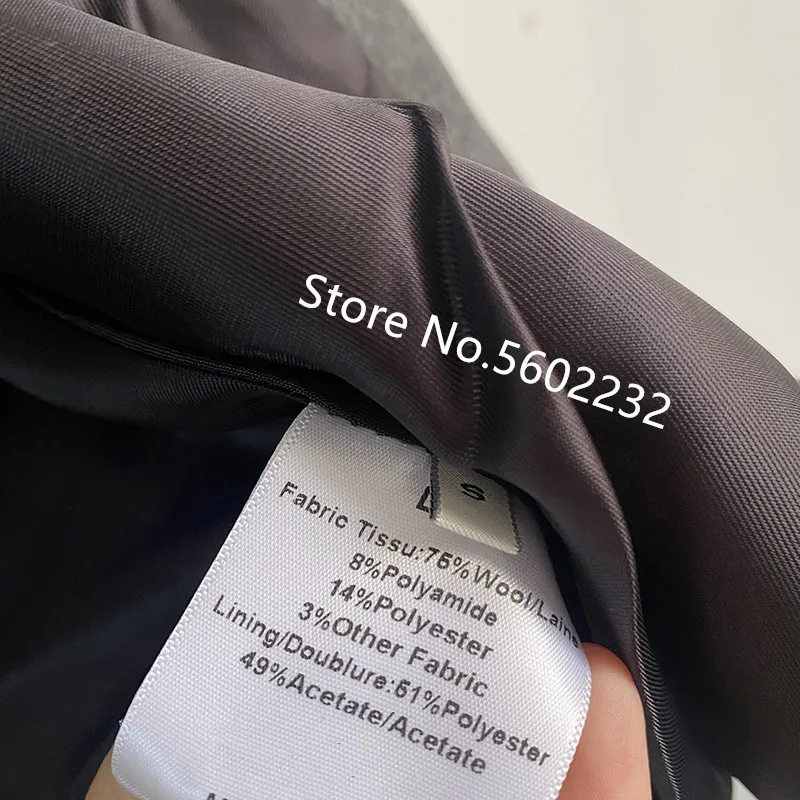 Store No.5602232
S
Fabric Tissu:75%Wool/Laine
8%Polyamide
14%Polyester
3%Other Fabric
Lining/Doublure:61%Polyester
49%Acetate/Acetate